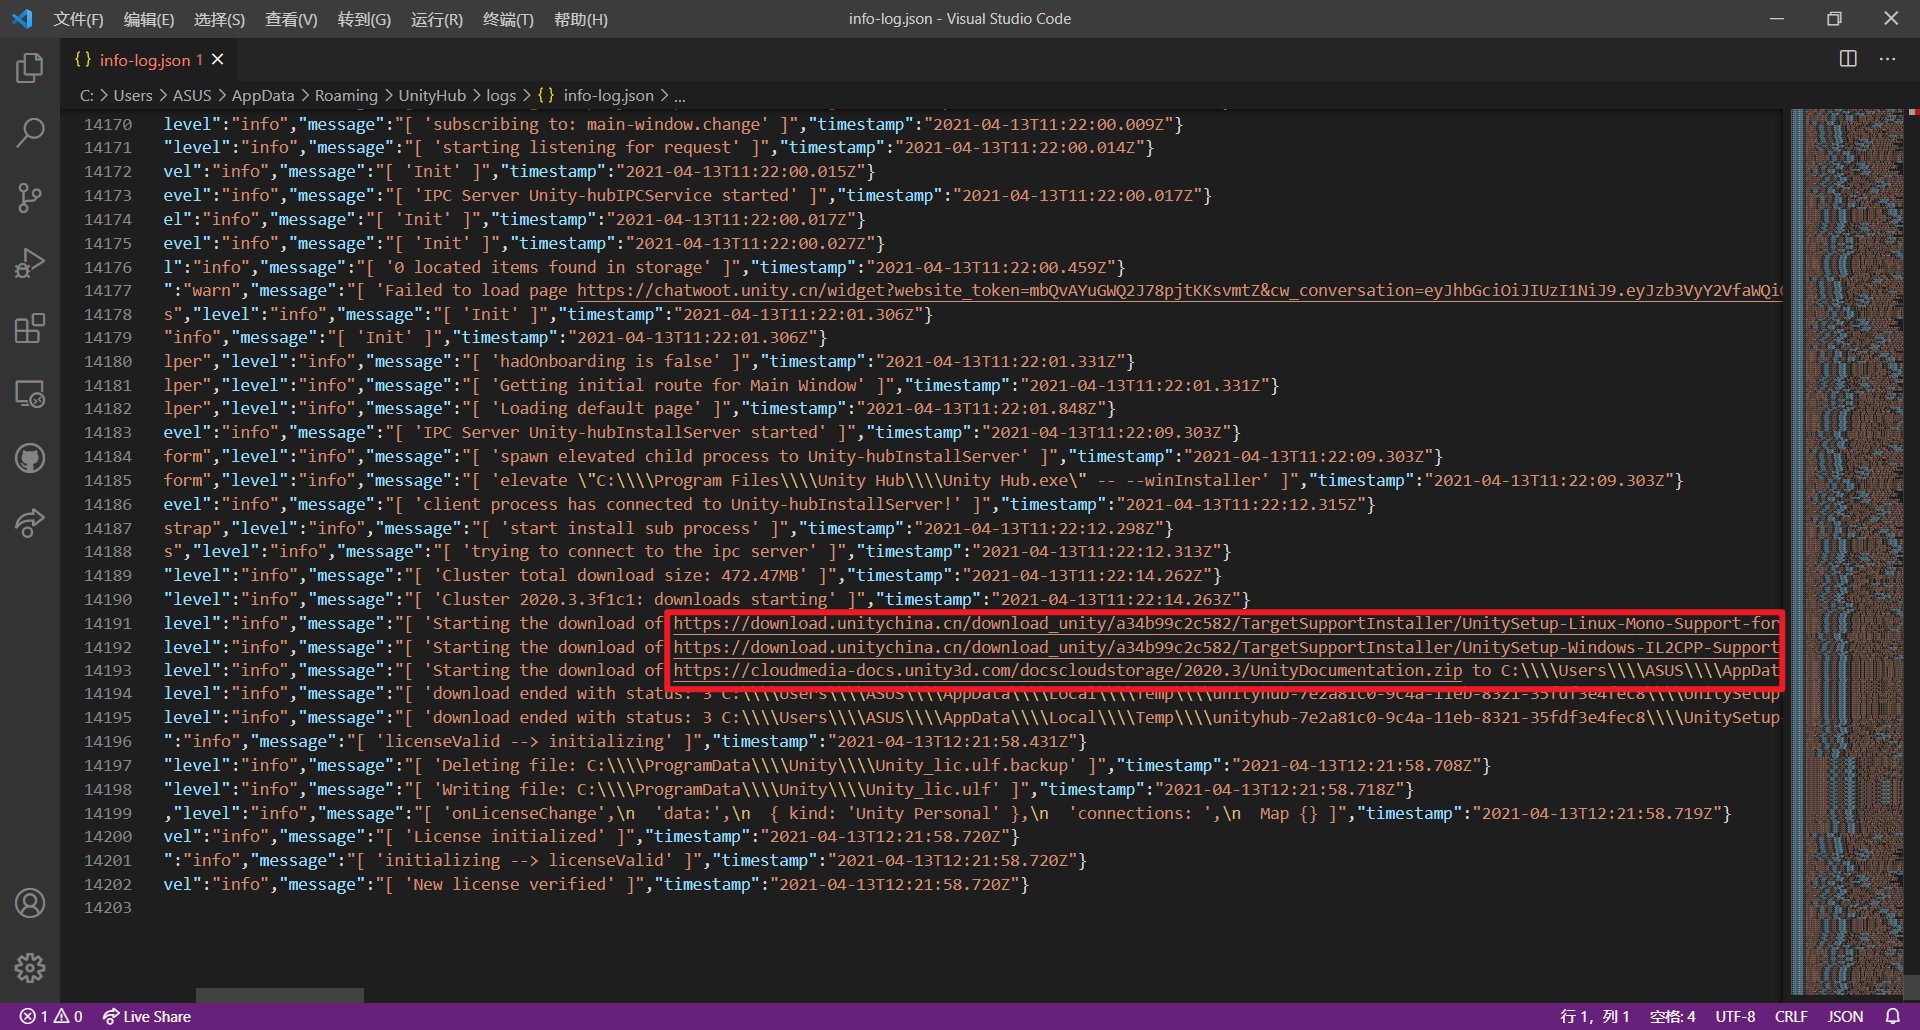 文件(F) 编辑(E) 选择(S) 查看(V) 转到(G) 运行(R) 终端(T) 帮助(H) info-log.json - Visual Studio Code
{} info-log.json 1
C: > Users > ASUS > AppData > Roaming > UnityHub > logs > {} info-log.json > ...
14170 level":"info","message":"[ 'subscribing to: main-window.change' ]","timestamp":"2021-04-13T11:22:00.009Z"}
14171 "level":"info","message":"[ 'starting listening for request' ]","timestamp":"2021-04-13T11:22:00.014Z"}
14172 vel":"info","message":"[ 'Init' ]","timestamp":"2021-04-13T11:22:00.015Z"}
14173 evel":"info","message":"[ 'IPC Server Unity-hubIPCService started' ]","timestamp":"2021-04-13T11:22:00.017Z"}
14174 el":"info","message":"[ 'Init' ]","timestamp":"2021-04-13T11:22:00.017Z"}
14175 evel":"info","message":"[ 'Init' ]","timestamp":"2021-04-13T11:22:00.027Z"}
14176 l":"info","message":"[ '0 located items found in storage' ]","timestamp":"2021-04-13T11:22:00.459Z"}
14177 ":"warn","message":"[ 'Failed to load page https://chatwoot.unity.cn/widget?website_token=mbQvAYuGWQ2J78pjtKKsvmtZ&cw_conversation=eyJhbGciOiJIUzI1NiJ9.eyJzb3VyY2VfaWQiO
14178 s","level":"info","message":"[ 'Init' ]","timestamp":"2021-04-13T11:22:01.306Z"}
14179 "info","message":"[ 'Init' ]","timestamp":"2021-04-13T11:22:01.306Z"}
14180 lper","level":"info","message":"[ 'hadOnboarding is false' ]","timestamp":"2021-04-13T11:22:01.331Z"}
14181 lper","level":"info","message":"[ 'Getting initial route for Main Window' ]","timestamp":"2021-04-13T11:22:01.331Z"}
14182 lper","level":"info","message":"[ 'Loading default page' ]","timestamp":"2021-04-13T11:22:01.848Z"}
14183 evel":"info","message":"[ 'IPC Server Unity-hubInstallServer started' ]","timestamp":"2021-04-13T11:22:09.303Z"}
14184 form","level":"info","message":"[ 'spawn elevated child process to Unity-hubInstallServer' ]","timestamp":"2021-04-13T11:22:09.303Z"}
14185 form","level":"info","message":"[ 'elevate \"C:\\\\Program Files\\\\Unity Hub\\\\Unity Hub.exe\" -- --winInstaller' ]","timestamp":"2021-04-13T11:22:09.303Z"}
14186 evel":"info","message":"[ 'client process has connected to Unity-hubInstallServer!' ]","timestamp":"2021-04-13T11:22:12.315Z"}
14187 strap","level":"info","message":"[ 'start install sub process' ]","timestamp":"2021-04-13T11:22:12.298Z"}
14188 s","level":"info","message":"[ 'trying to connect to the ipc server' ]","timestamp":"2021-04-13T11:22:12.313Z"}
14189 "level":"info","message":"[ 'Cluster total download size: 472.47MB' ]","timestamp":"2021-04-13T11:22:14.262Z"}
14190 "level":"info","message":"[ 'Cluster 2020.3.3f1c1: downloads starting' ]","timestamp":"2021-04-13T11:22:14.263Z"}
14191 level":"info","message":"[ 'Starting the download of https://download.unitychina.cn/download_unity/a34b99c2c582/TargetSupportInstaller/UnitySetup-Linux-Mono-Support-for
14192 level":"info","message":"[ 'Starting the download of https://download.unitychina.cn/download_unity/a34b99c2c582/TargetSupportInstaller/UnitySetup-Windows-IL2CPP-Support
14193 level":"info","message":"[ 'Starting the download of https://cloudmedia-docs.unity3d.com/docscloudstorage/2020.3/UnityDocumentation.zip to C:\\\\Users\\\\ASUS\\\\AppDat
14194 level":"info","message":"[ 'download ended with status: 3 C:\\\\Users\\\\ASUS\\\\AppData\\\\Local\\\\Temp\\\\unityhub-7e2a81c0-9c4a-11eb-8321-35fdf3e4fec8\\\\UnitySetup
14195 level":"info","message":"[ 'download ended with status: 3 C:\\\\Users\\\\ASUS\\\\AppData\\\\Local\\\\Temp\\\\unityhub-7e2a81c0-9c4a-11eb-8321-35fdf3e4fec8\\\\UnitySetup
14196 ":"info","message":"[ 'licenseValid --> initializing' ]","timestamp":"2021-04-13T12:21:58.431Z"}
14197 "level":"info","message":"[ 'Deleting file: C:\\\\ProgramData\\\\Unity\\\\Unity_lic.ulf.backup' ]","timestamp":"2021-04-13T12:21:58.708Z"}
14198 "level":"info","message":"[ 'Writing file: C:\\\\ProgramData\\\\Unity\\\\Unity_lic.ulf' ]","timestamp":"2021-04-13T12:21:58.718Z"}
14199 ,"level":"info","message":"[ 'onLicenseChange',\n  'data:',\n  { kind: 'Unity Personal' },\n  'connections: ',\n  Map {} ]","timestamp":"2021-04-13T12:21:58.719Z"}
14200 vel":"info","message":"[ 'License initialized' ]","timestamp":"2021-04-13T12:21:58.720Z"}
14201 ":"info","message":"[ 'initializing --> licenseValid' ]","timestamp":"2021-04-13T12:21:58.720Z"}
14202 vel":"info","message":"[ 'New license verified' ]","timestamp":"2021-04-13T12:21:58.720Z"}
14203
1 0 Live Share 行 1, 列 1 空格: 4 UTF-8 CRLF JSON